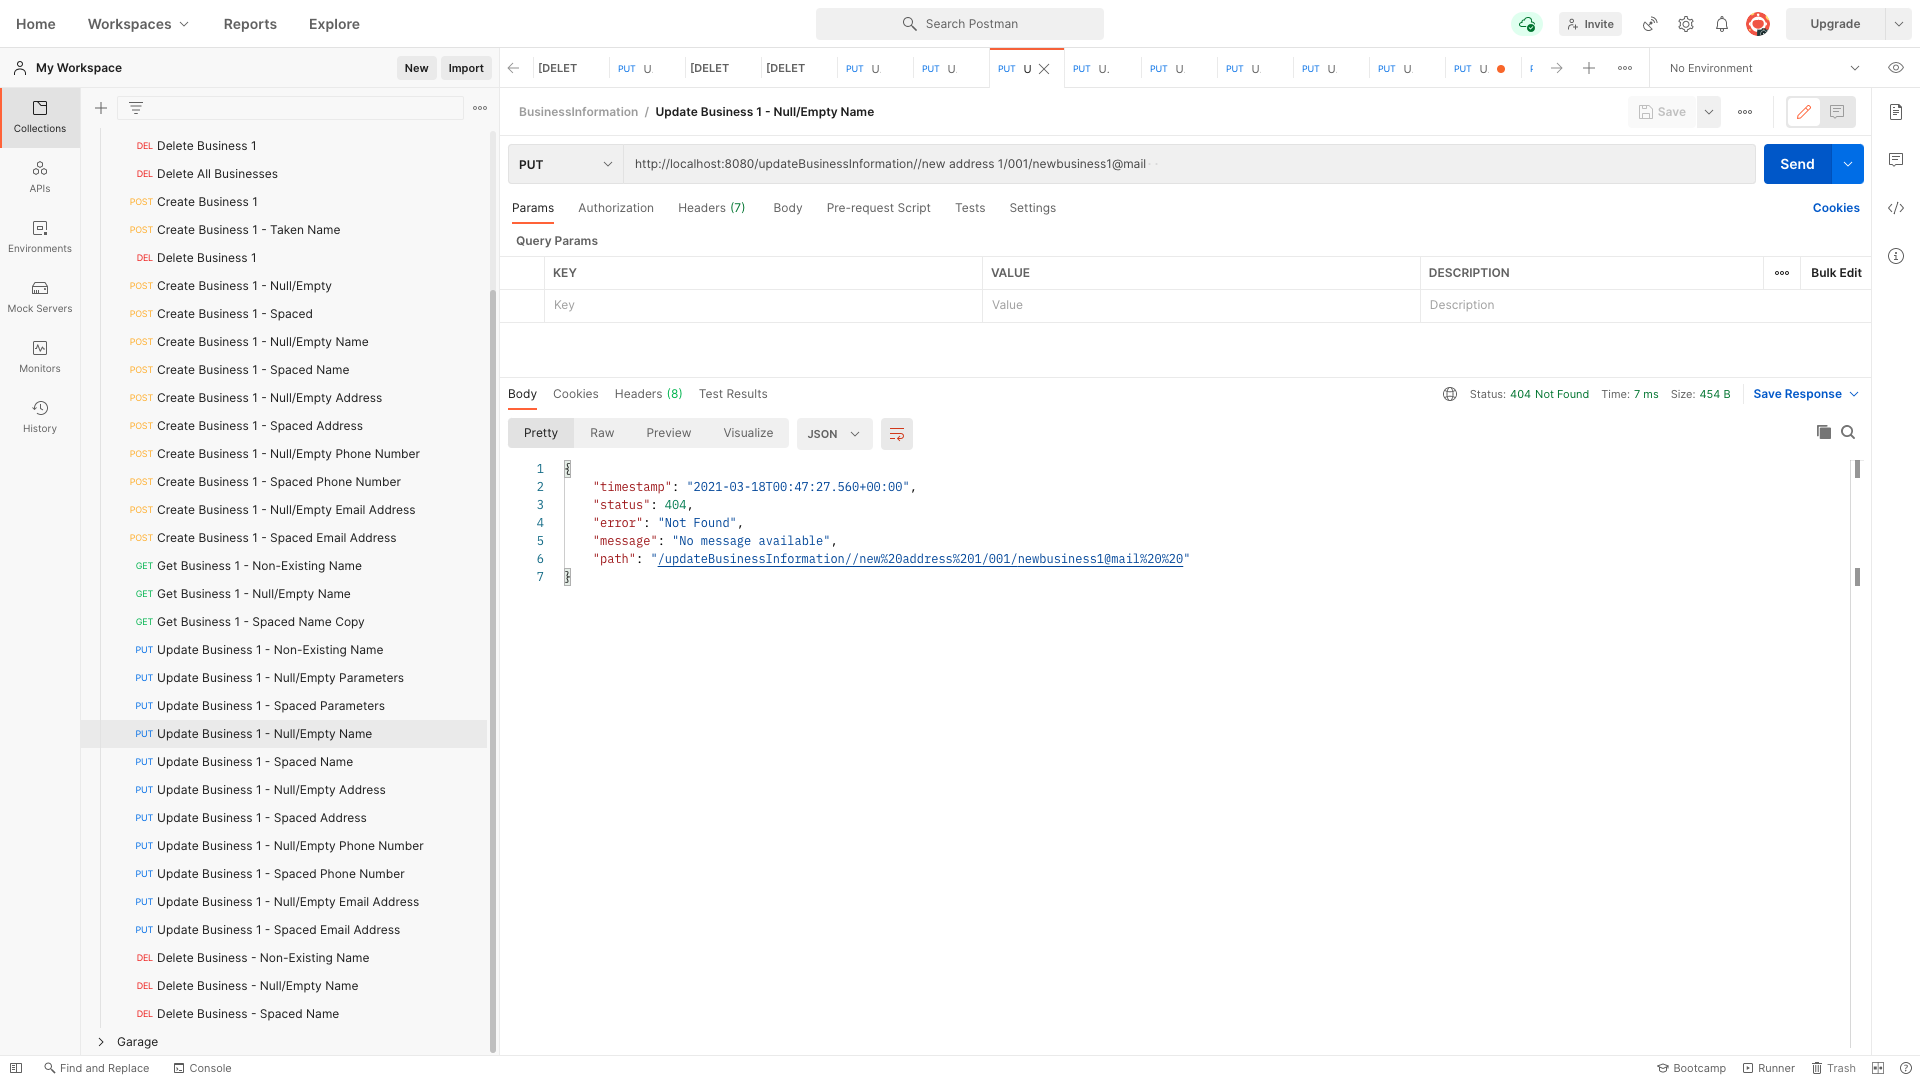 Home
Workspaces
Reports
Explore
Search Postman
Invite
Upgrade
My Workspace
New
Import
[DELET
PUT U
[DELET
[DELET
PUT U
PUT U
PUT U
PUT U.
PUT U
PUT U
PUT U
PUT U
PUT U
No Environment
Collections
APIs
Environments
Mock Servers
Monitors
History
DEL Delete Business 1
DEL Delete All Businesses
POST Create Business 1
POST Create Business 1 - Taken Name
DEL Delete Business 1
POST Create Business 1 - Null/Empty
POST Create Business 1 - Spaced
POST Create Business 1 - Null/Empty Name
POST Create Business 1 - Spaced Name
POST Create Business 1 - Null/Empty Address
POST Create Business 1 - Spaced Address
POST Create Business 1 - Null/Empty Phone Number
POST Create Business 1 - Spaced Phone Number
POST Create Business 1 - Null/Empty Email Address
POST Create Business 1 - Spaced Email Address
GET Get Business 1 - Non-Existing Name
GET Get Business 1 - Null/Empty Name
GET Get Business 1 - Spaced Name Copy
PUT Update Business 1 - Non-Existing Name
PUT Update Business 1 - Null/Empty Parameters
PUT Update Business 1 - Spaced Parameters
PUT Update Business 1 - Null/Empty Name
PUT Update Business 1 - Spaced Name
PUT Update Business 1 - Null/Empty Address
PUT Update Business 1 - Spaced Address
PUT Update Business 1 - Null/Empty Phone Number
PUT Update Business 1 - Spaced Phone Number
PUT Update Business 1 - Null/Empty Email Address
PUT Update Business 1 - Spaced Email Address
DEL Delete Business - Non-Existing Name
DEL Delete Business - Null/Empty Name
DEL Delete Business - Spaced Name
Garage
BusinessInformation / Update Business 1 - Null/Empty Name
Save
PUT
http://localhost:8080/updateBusinessInformation//new address 1/001/newbusiness1@mail
Send
Params
Authorization
Headers (7)
Body
Pre-request Script
Tests
Settings
Cookies
Query Params
KEY
VALUE
DESCRIPTION
Bulk Edit
Key
Value
Description
Body
Cookies
Headers (8)
Test Results
Status: 404 Not Found
Time: 7 ms
Size: 454 B
Save Response
Pretty
Raw
Preview
Visualize
JSON
1 {
2 "timestamp": "2021-03-18T00:47:27.560+00:00",
3 "status": 404,
4 "error": "Not Found",
5 "message": "No message available",
6 "path": "/updateBusinessInformation//new%20address%201/001/newbusiness1@mail%20%20"
7 }
Find and Replace
Console
Bootcamp
Runner
Trash